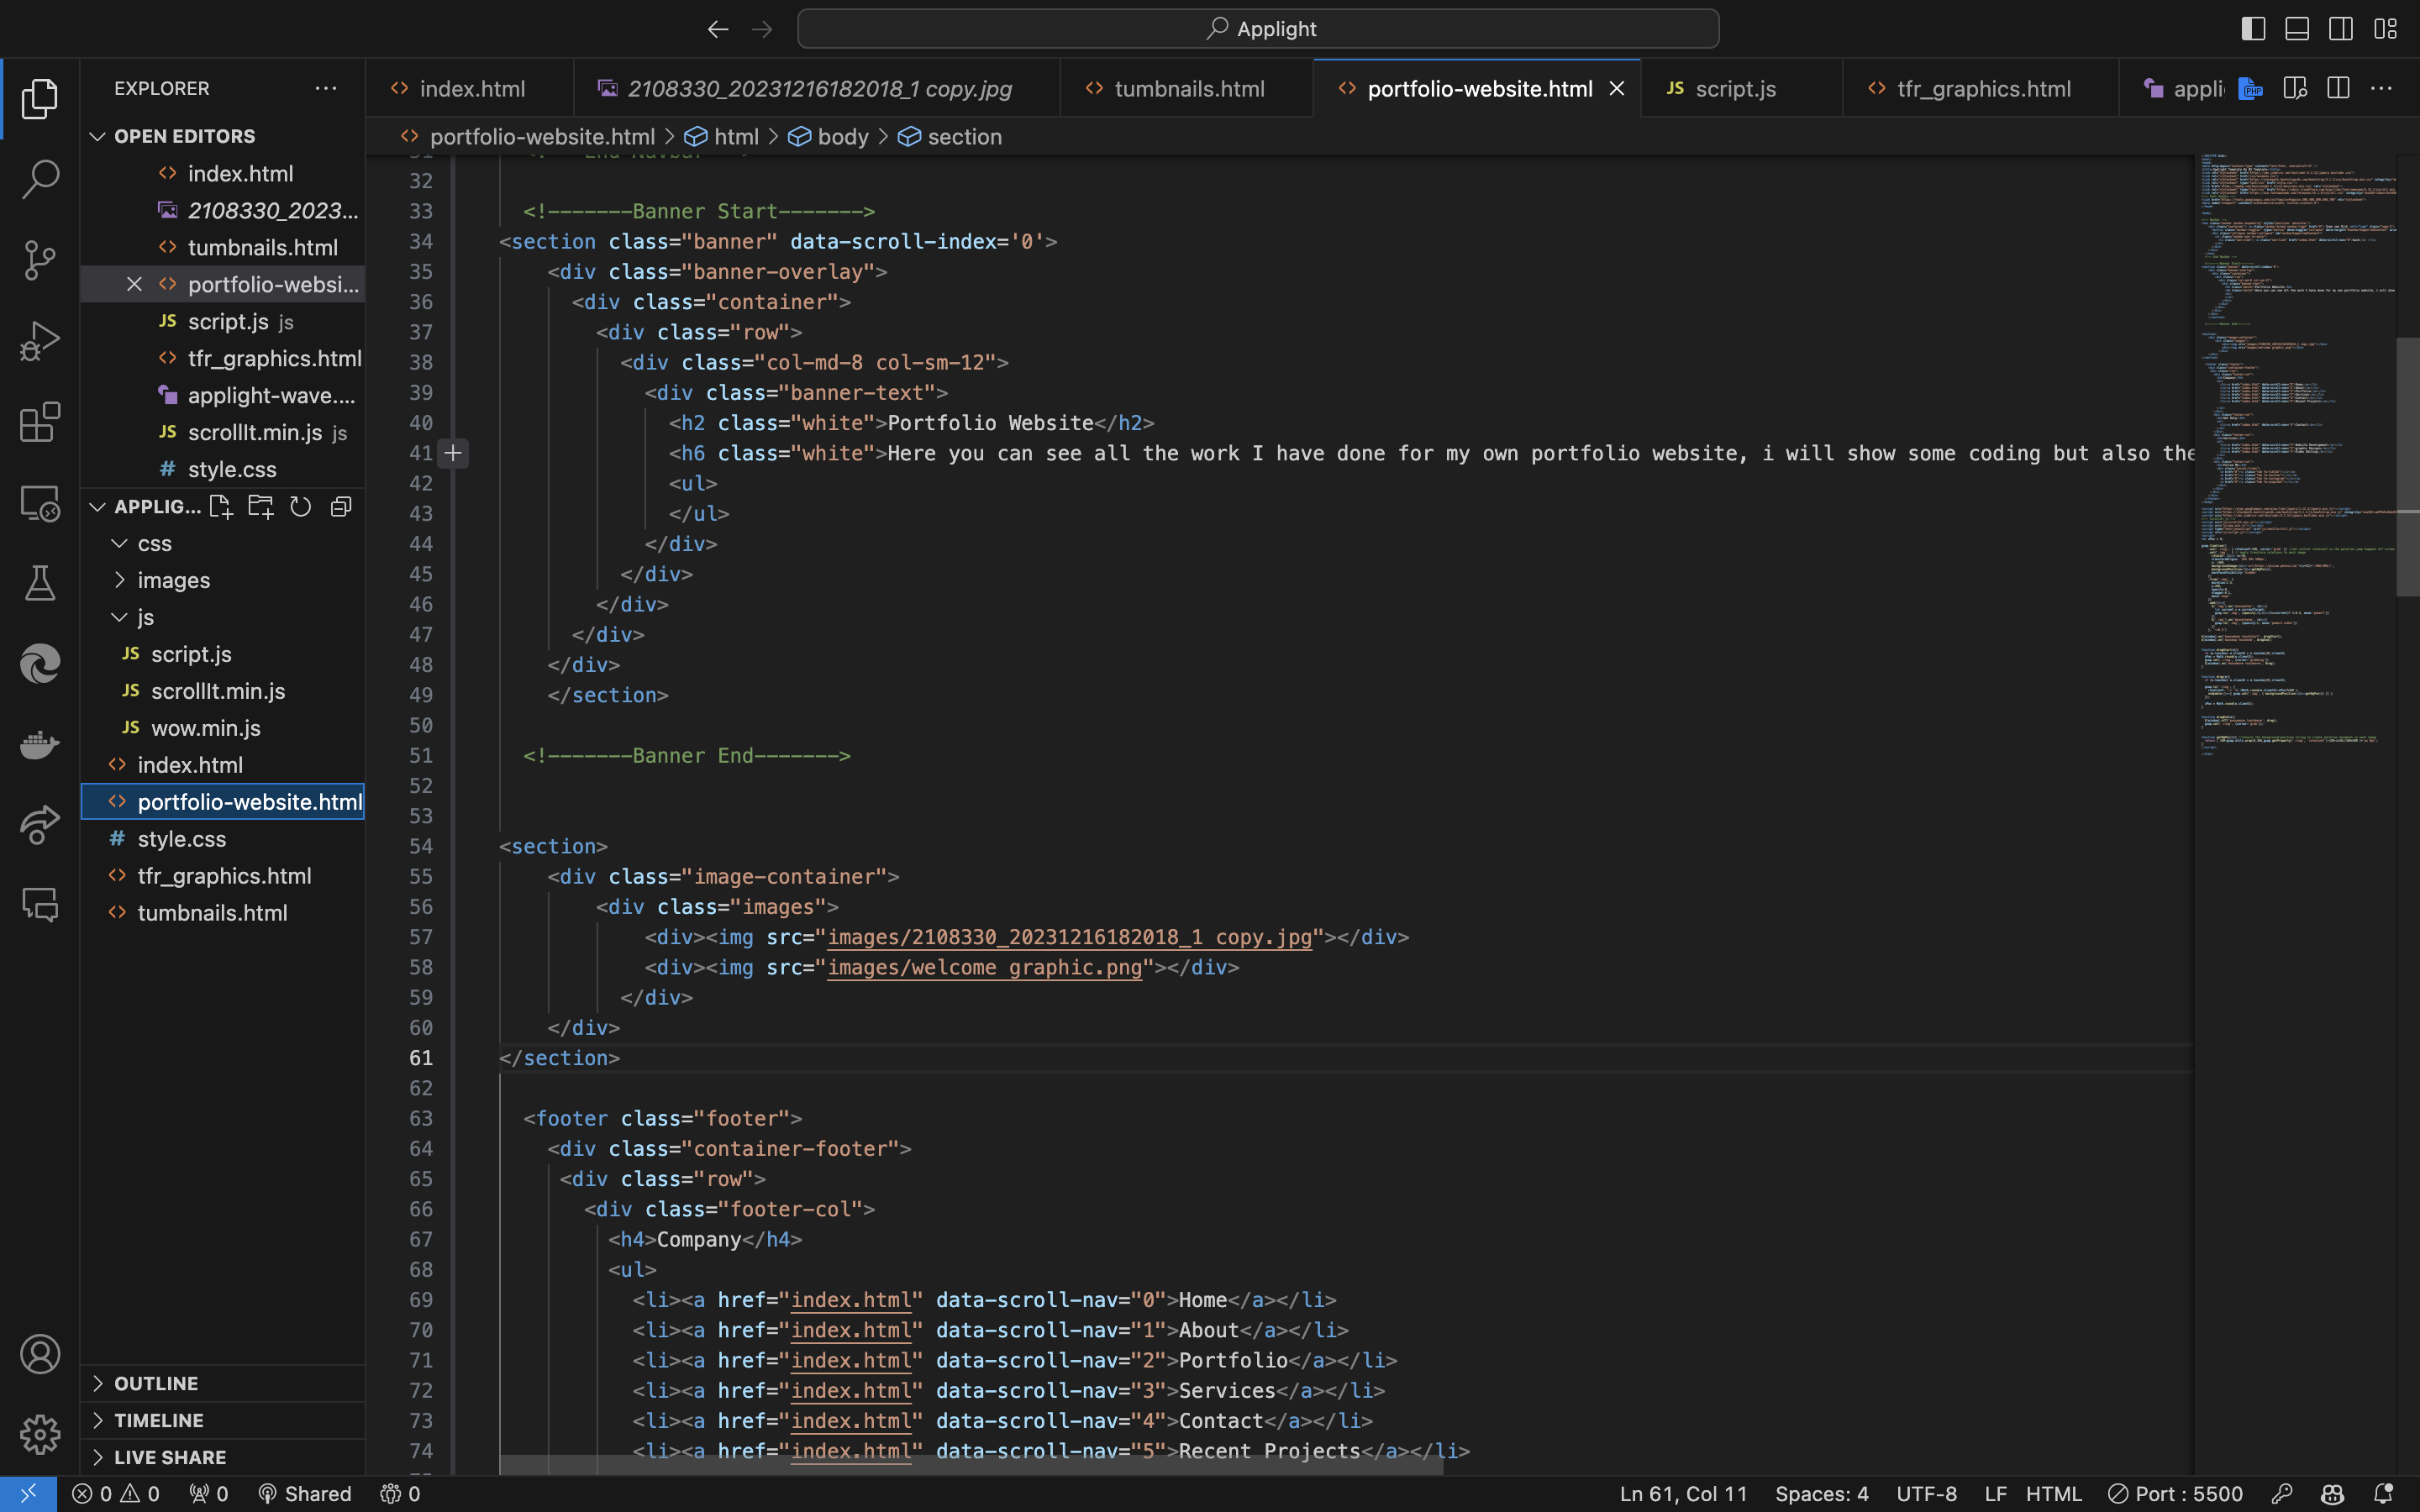 Applight
EXPLORER
OPEN EDITORS
index.html
2108330_2023...
tumbnails.html
portfolio-websi...
script.js js
tfr_graphics.html
applight-wave....
scrollIt.min.js js
style.css
APPLIG...
css
images
js
script.js
scrollIt.min.js
wow.min.js
index.html
portfolio-website.html
style.css
tfr_graphics.html
tumbnails.html
OUTLINE
TIMELINE
LIVE SHARE
index.html 2108330_20231216182018_1 copy.jpg tumbnails.html portfolio-website.html JS script.js tfr_graphics.html appli PHP
portfolio-website.html > html > body > section
32
33 <!-------Banner Start------->
34 <section class="banner" data-scroll-index='0'>
35 <div class="banner-overlay">
36 <div class="container">
37 <div class="row">
38 <div class="col-md-8 col-sm-12">
39 <div class="banner-text">
40 <h2 class="white">Portfolio Website</h2>
41 <h6 class="white">Here you can see all the work I have done for my own portfolio website, i will show some coding but also the
42 <ul>
43 </ul>
44 </div>
45 </div>
46 </div>
47 </div>
48 </div>
49 </section>
50
51 <!-------Banner End------->
52
53
54 <section>
55 <div class="image-container">
56 <div class="images">
57 <div><img src="images/2108330_20231216182018_1 copy.jpg"></div>
58 <div><img src="images/welcome graphic.png"></div>
59 </div>
60 </div>
61 </section>
62
63 <footer class="footer">
64 <div class="container-footer">
65 <div class="row">
66 <div class="footer-col">
67 <h4>Company</h4>
68 <ul>
69 <li><a href="index.html" data-scroll-nav="0">Home</a></li>
70 <li><a href="index.html" data-scroll-nav="1">About</a></li>
71 <li><a href="index.html" data-scroll-nav="2">Portfolio</a></li>
72 <li><a href="index.html" data-scroll-nav="3">Services</a></li>
73 <li><a href="index.html" data-scroll-nav="4">Contact</a></li>
74 <li><a href="index.html" data-scroll-nav="5">Recent Projects</a></li>
0 0 0 Shared 0 Ln 61, Col 11 Spaces: 4 UTF-8 LF HTML Port : 5500